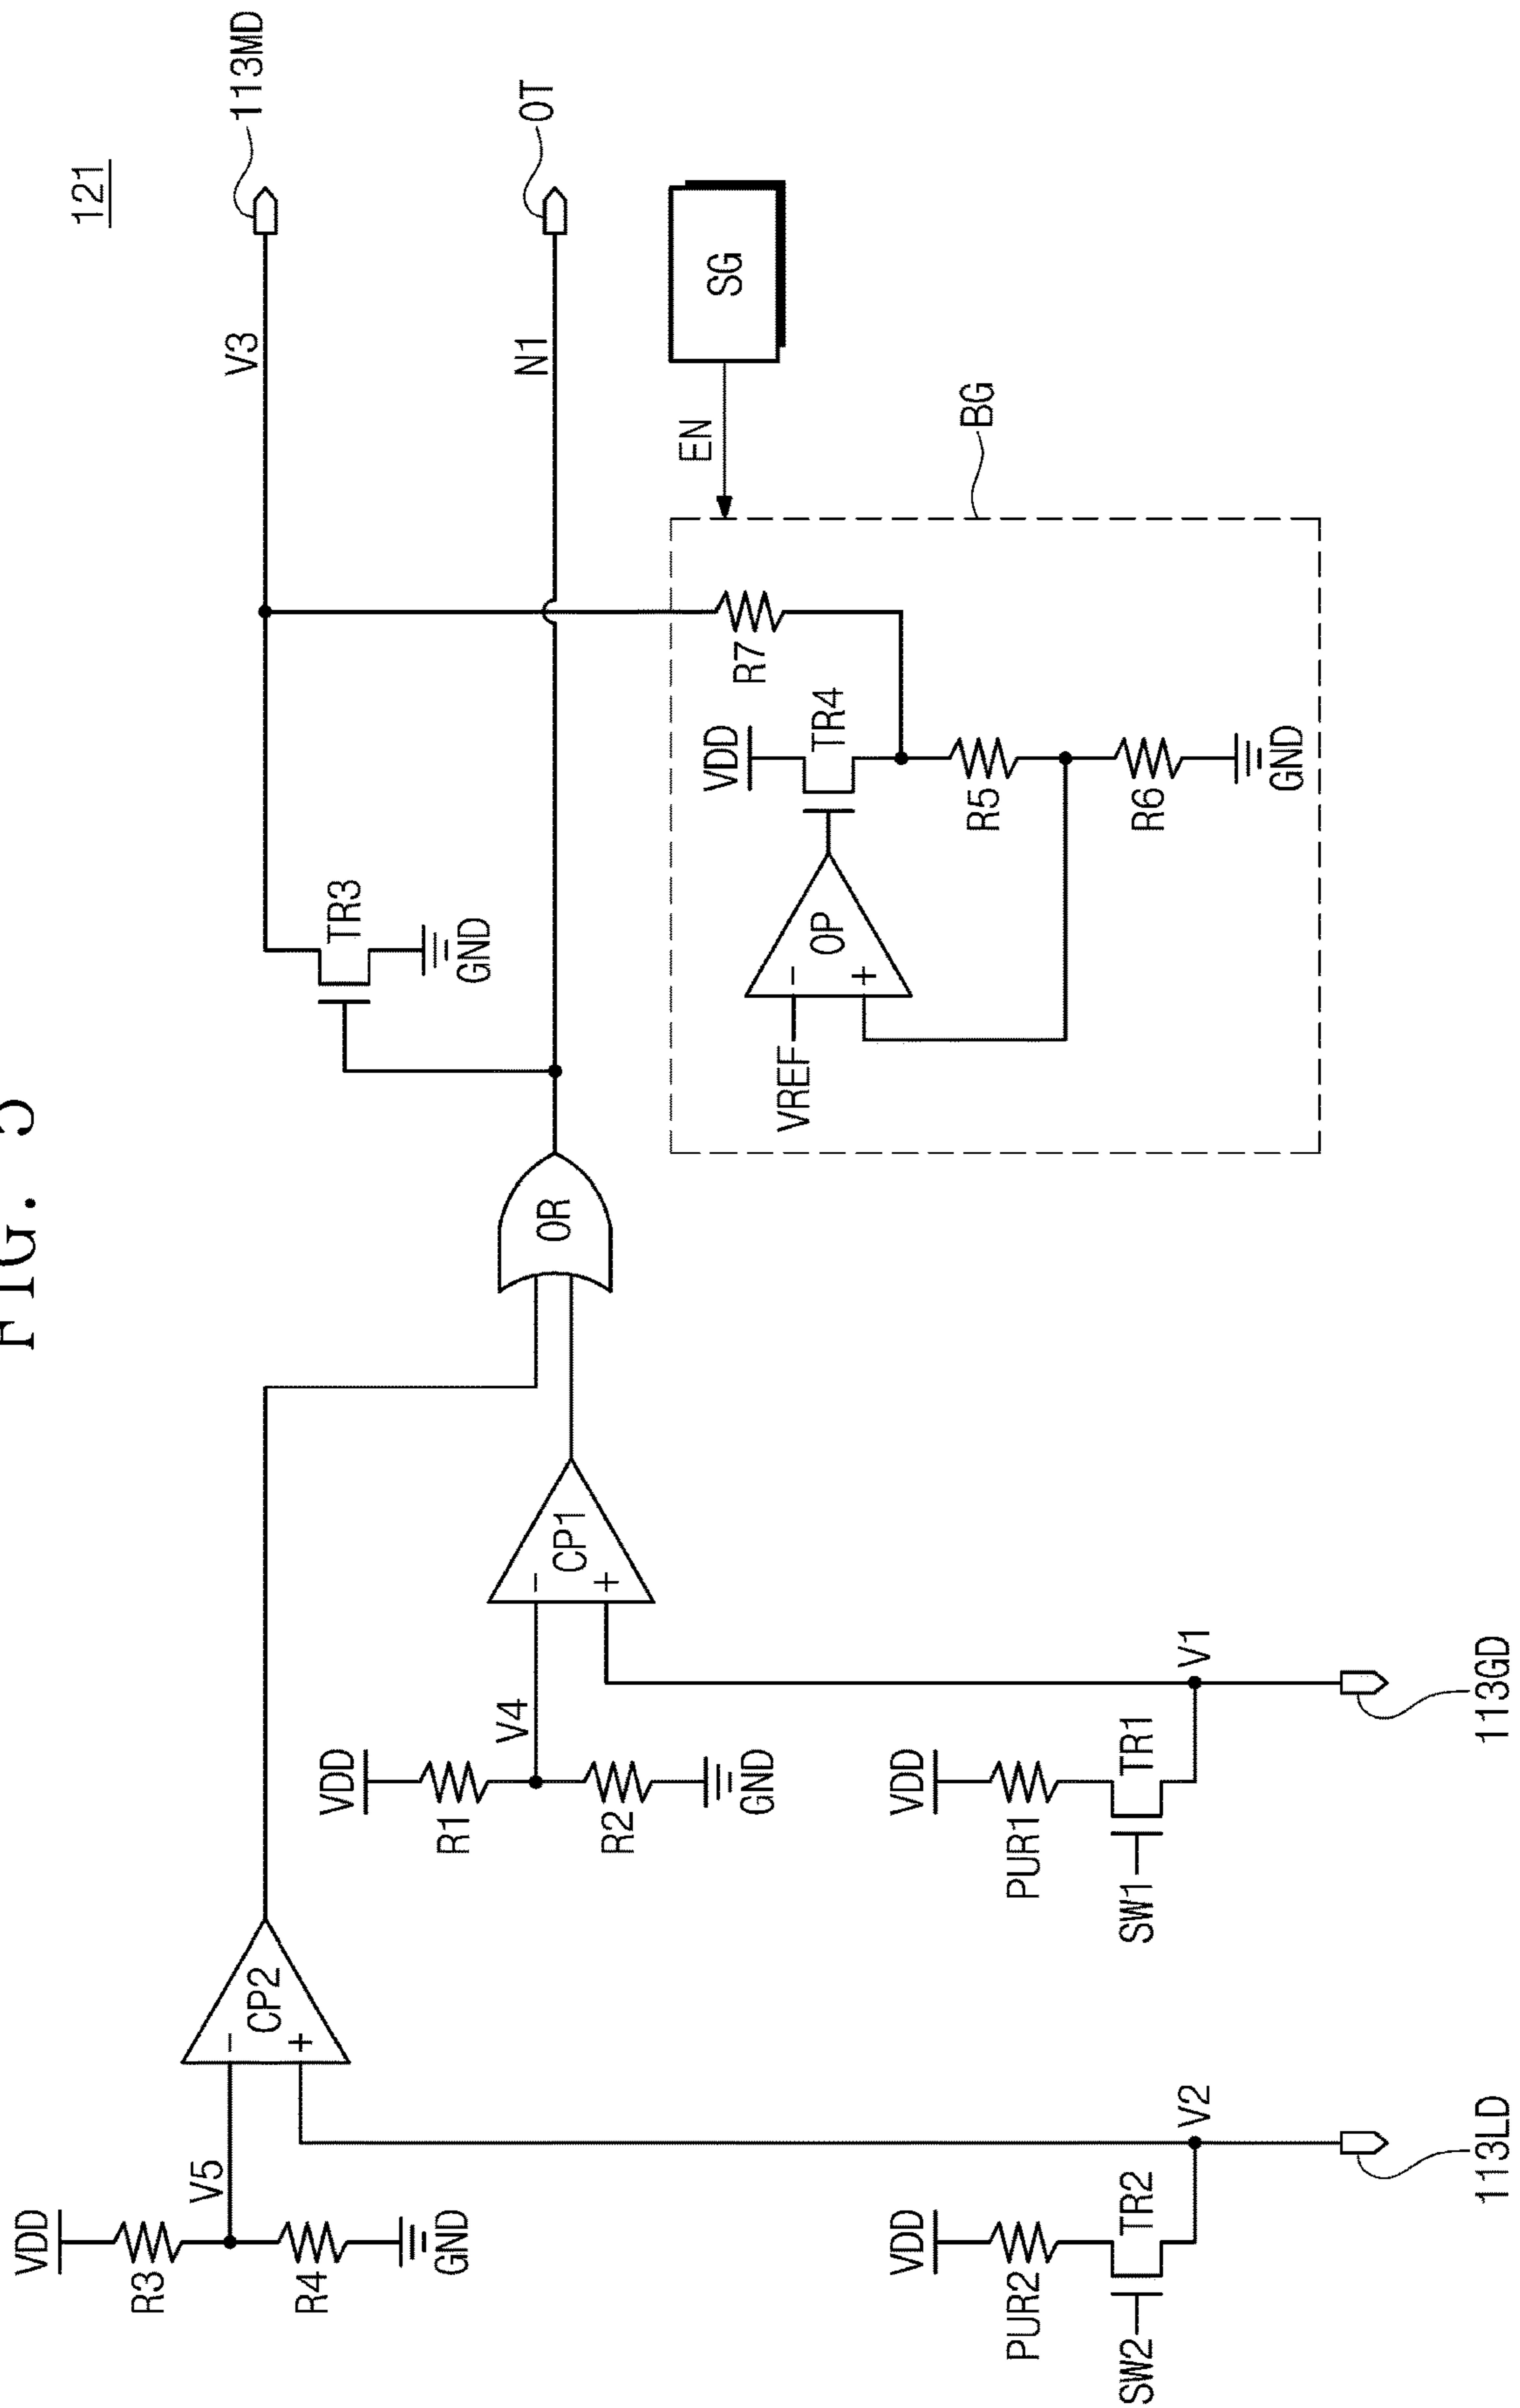 FIG. 5
121
VDD
R3
V5
R4
GND
CP2
-
+
VDD
PUR2
SW2
TR2
V2
113LD
VDD
R1
V4
R2
GND
CP1
-
+
VDD
PUR1
SW1
TR1
V1
113GD
OR
TR3
GND
V3
113MD
N1
OT
VREF
-
+
OP
VDD
TR4
R7
R5
R6
GND
BG
EN
SG